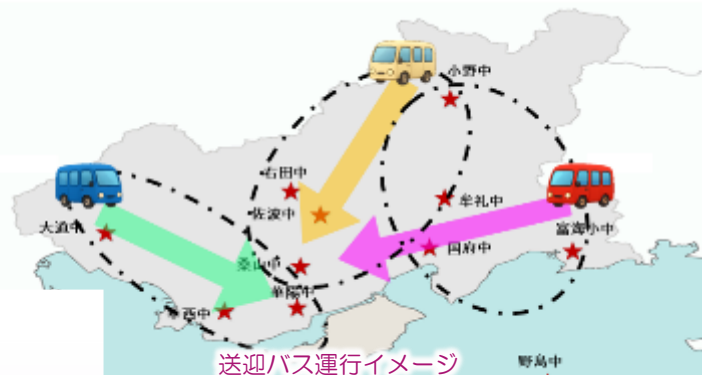 小野中
右田中
佐波中
牟礼中
大道中
富海小中
国府中
桑山中
華陽中
西中
送迎バス運行イメージ
野島中